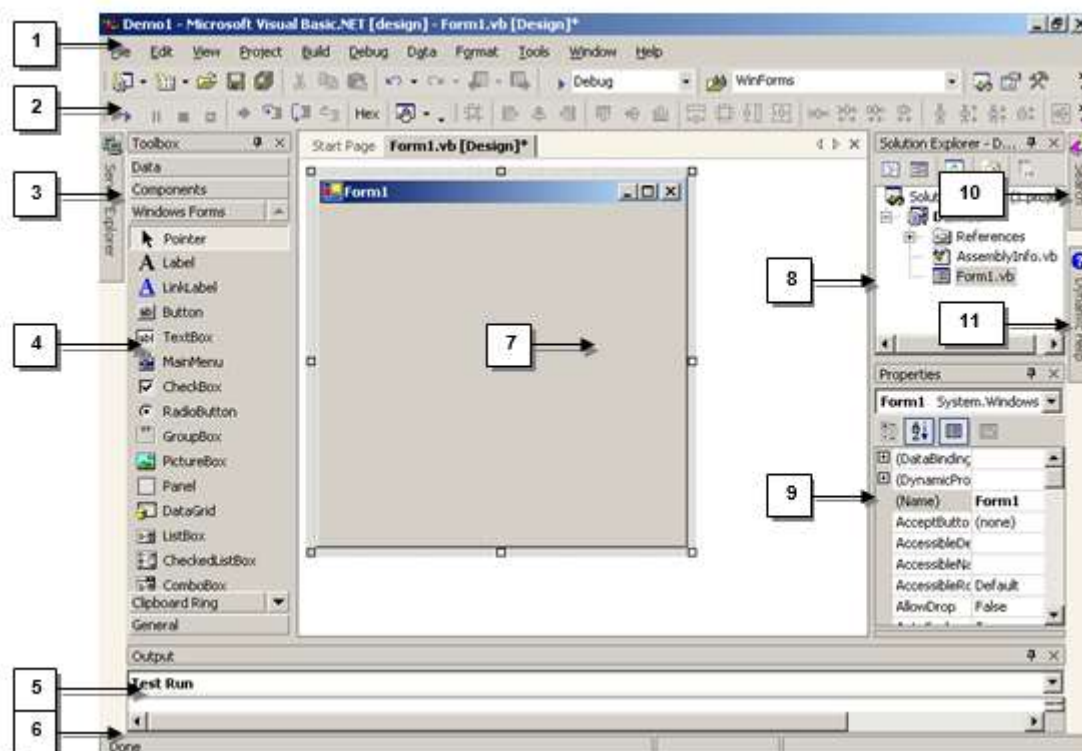 Demo1 - Microsoft Visual Basic.NET [design] - Form1.vb [Design]*
1
File Edit View Project Build Debug Data Format Tools Window Help
Debug
WinForms
2
Hex
Toolbox
Start Page Form1.vb [Design]*
Solution Explorer - D...
3
Data
Components
Windows Forms
Form1
10
Search
References
AssemblyInfo.vb
Form1.vb
Pointer
Label
LinkLabel
Button
TextBox
MainMenu
CheckBox
RadioButton
GroupBox
PictureBox
Panel
DataGrid
ListBox
CheckedListBox
ComboBox
Clipboard Ring
General
4
7
8
11
Properties
Form1 System.Windows
9
(DataBinding
(DynamicPro
(Name) Form1
AcceptButto (none)
AccessibleDe
AccessibleNa
AccessibleRo Default
AllowDrop False
Output
5
Test Run
6
Done